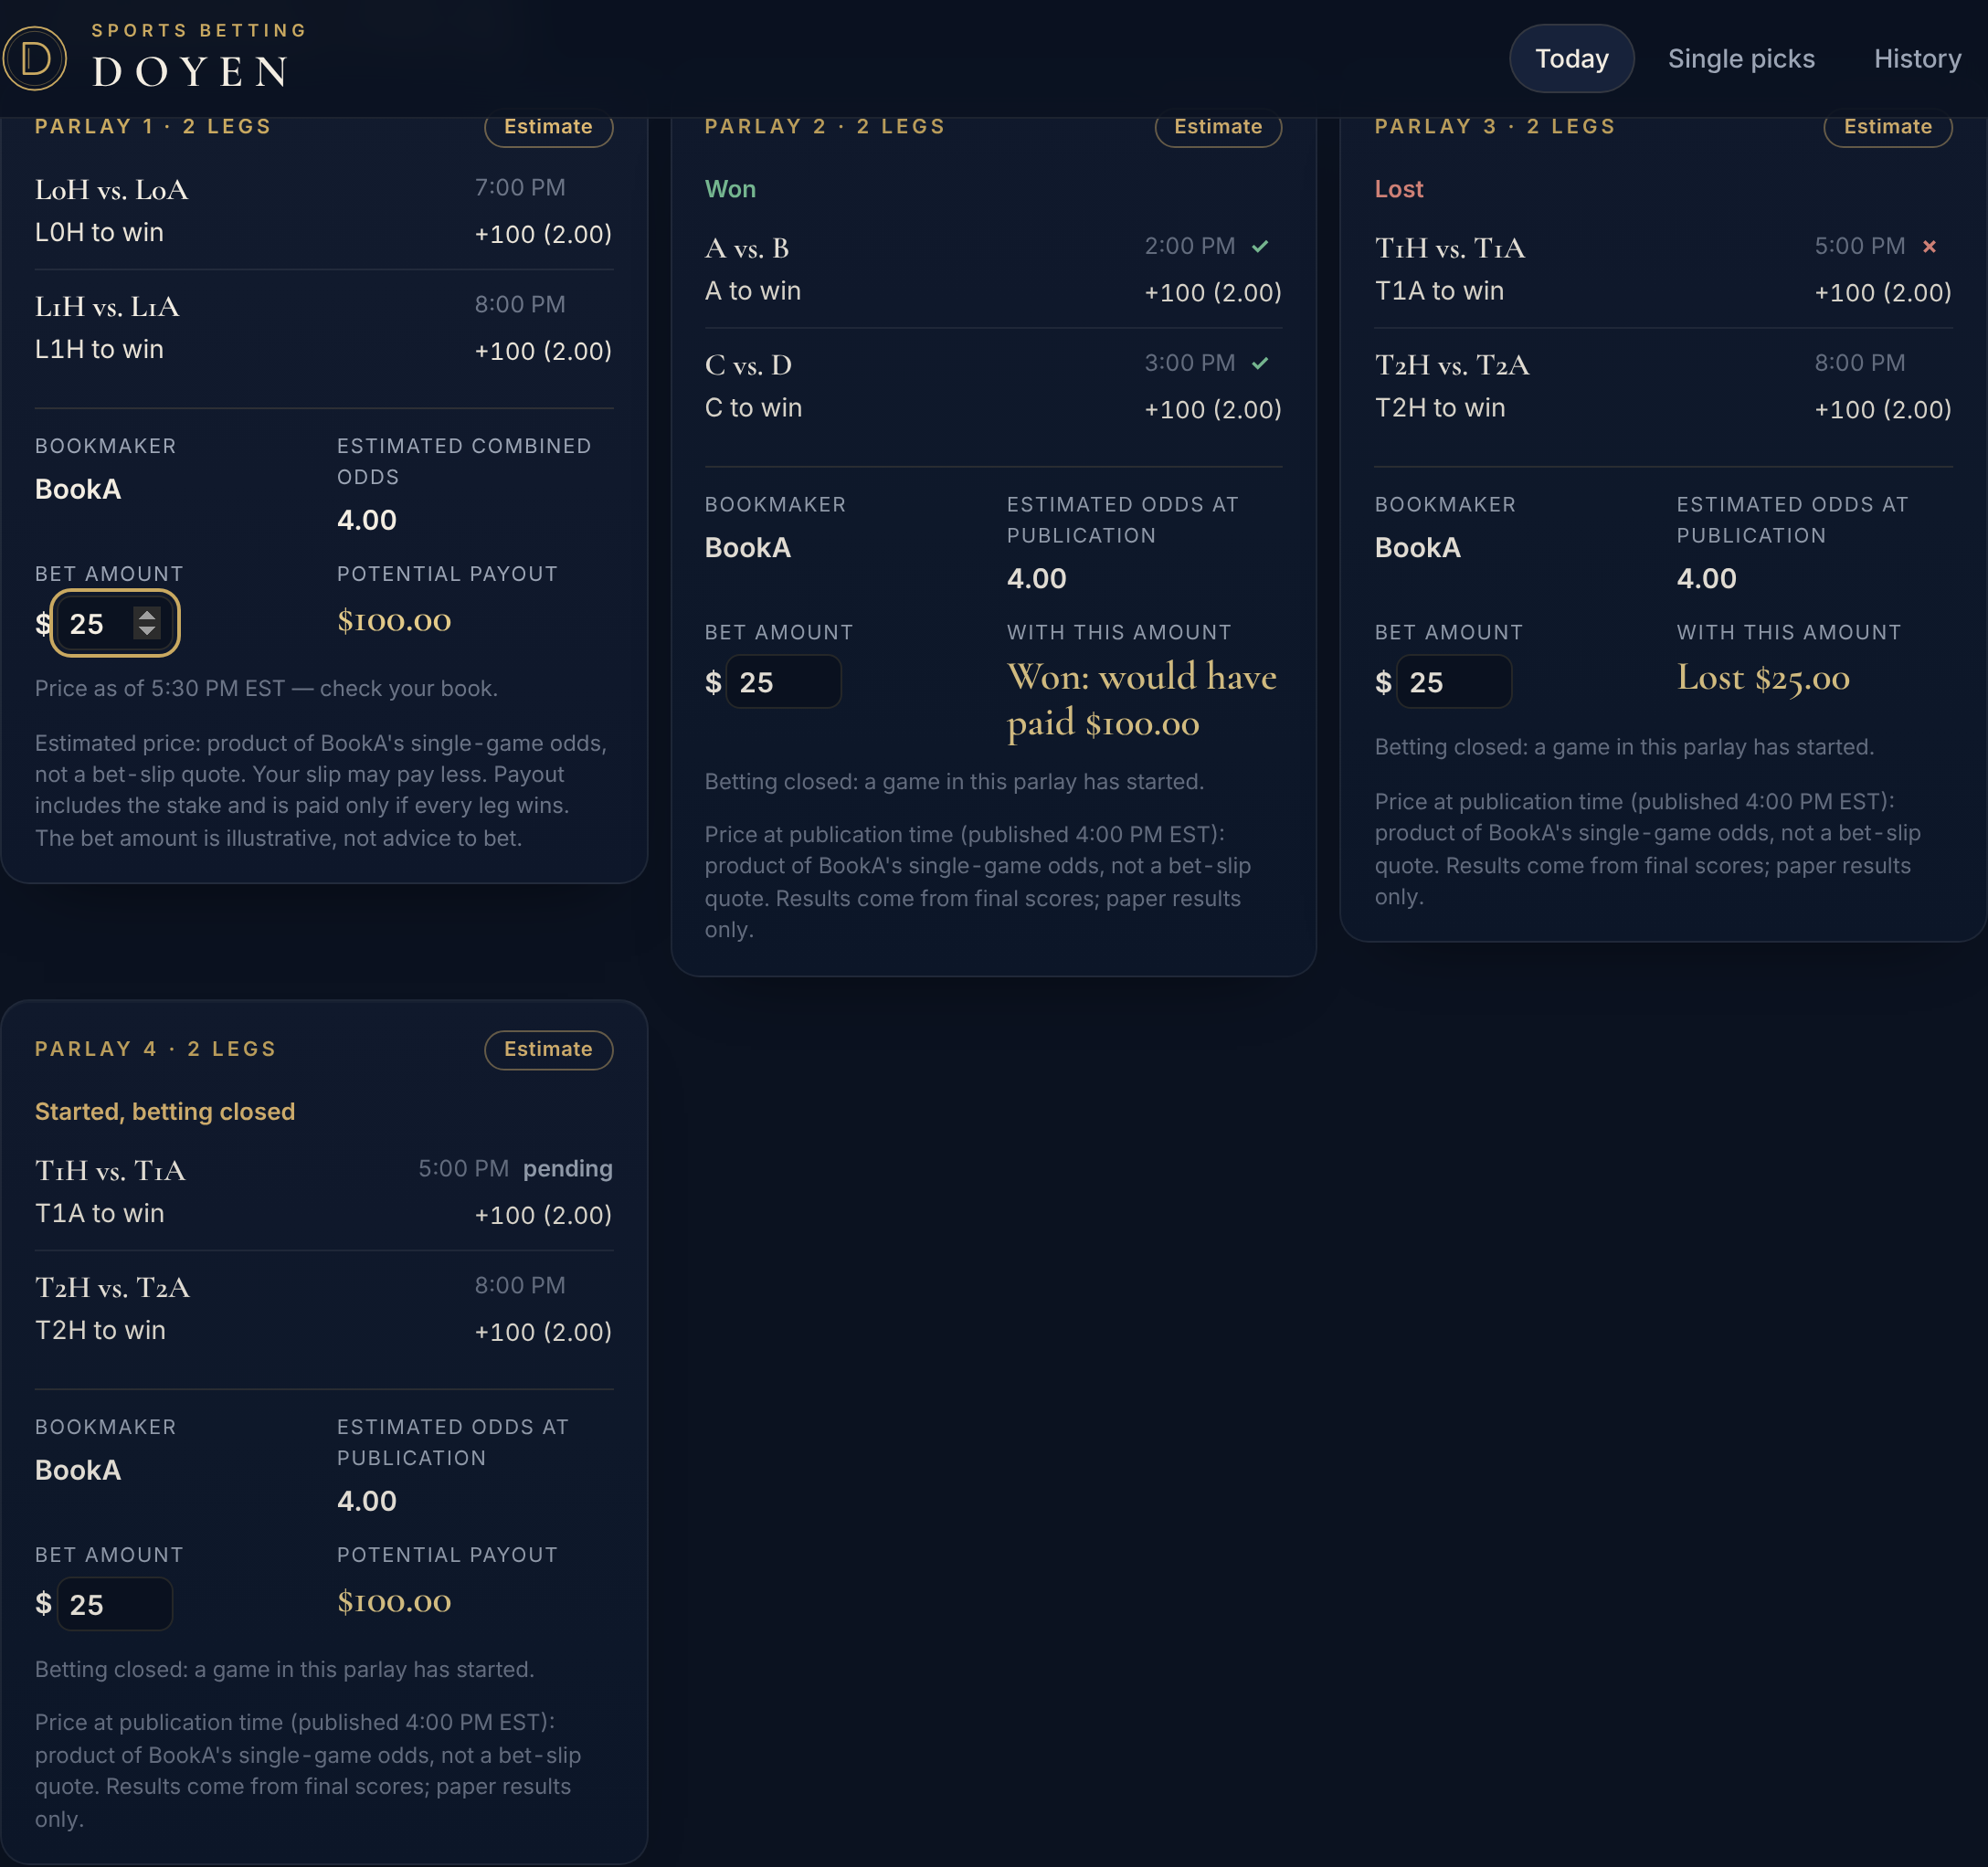 SPORTS BETTING
D DOYEN
Today Single picks History
PARLAY 1 · 2 LEGS Estimate
LoH vs. LoA 7:00 PM
L0H to win +100 (2.00)
L1H vs. L1A 8:00 PM
L1H to win +100 (2.00)
BOOKMAKER ESTIMATED COMBINED
ODDS
BookA
4.00
BET AMOUNT POTENTIAL PAYOUT
$ 25 $100.00
Price as of 5:30 PM EST — check your book.
Estimated price: product of BookA's single-game odds,
not a bet-slip quote. Your slip may pay less. Payout
includes the stake and is paid only if every leg wins.
The bet amount is illustrative, not advice to bet.
PARLAY 2 · 2 LEGS Estimate
Won
A vs. B 2:00 PM ✓
A to win +100 (2.00)
C vs. D 3:00 PM ✓
C to win +100 (2.00)
BOOKMAKER ESTIMATED ODDS AT
PUBLICATION
BookA
4.00
BET AMOUNT WITH THIS AMOUNT
$ 25 Won: would have
paid $100.00
Betting closed: a game in this parlay has started.
Price at publication time (published 4:00 PM EST):
product of BookA's single-game odds, not a bet-slip
quote. Results come from final scores; paper results
only.
PARLAY 3 · 2 LEGS Estimate
Lost
T1H vs. T1A 5:00 PM ×
T1A to win +100 (2.00)
T2H vs. T2A 8:00 PM
T2H to win +100 (2.00)
BOOKMAKER ESTIMATED ODDS AT
PUBLICATION
BookA
4.00
BET AMOUNT WITH THIS AMOUNT
$ 25 Lost $25.00
Betting closed: a game in this parlay has started.
Price at publication time (published 4:00 PM EST):
product of BookA's single-game odds, not a bet-slip
quote. Results come from final scores; paper results
only.
PARLAY 4 · 2 LEGS Estimate
Started, betting closed
T1H vs. T1A 5:00 PM pending
T1A to win +100 (2.00)
T2H vs. T2A 8:00 PM
T2H to win +100 (2.00)
BOOKMAKER ESTIMATED ODDS AT
PUBLICATION
BookA
4.00
BET AMOUNT POTENTIAL PAYOUT
$ 25 $100.00
Betting closed: a game in this parlay has started.
Price at publication time (published 4:00 PM EST):
product of BookA's single-game odds, not a bet-slip
quote. Results come from final scores; paper results
only.